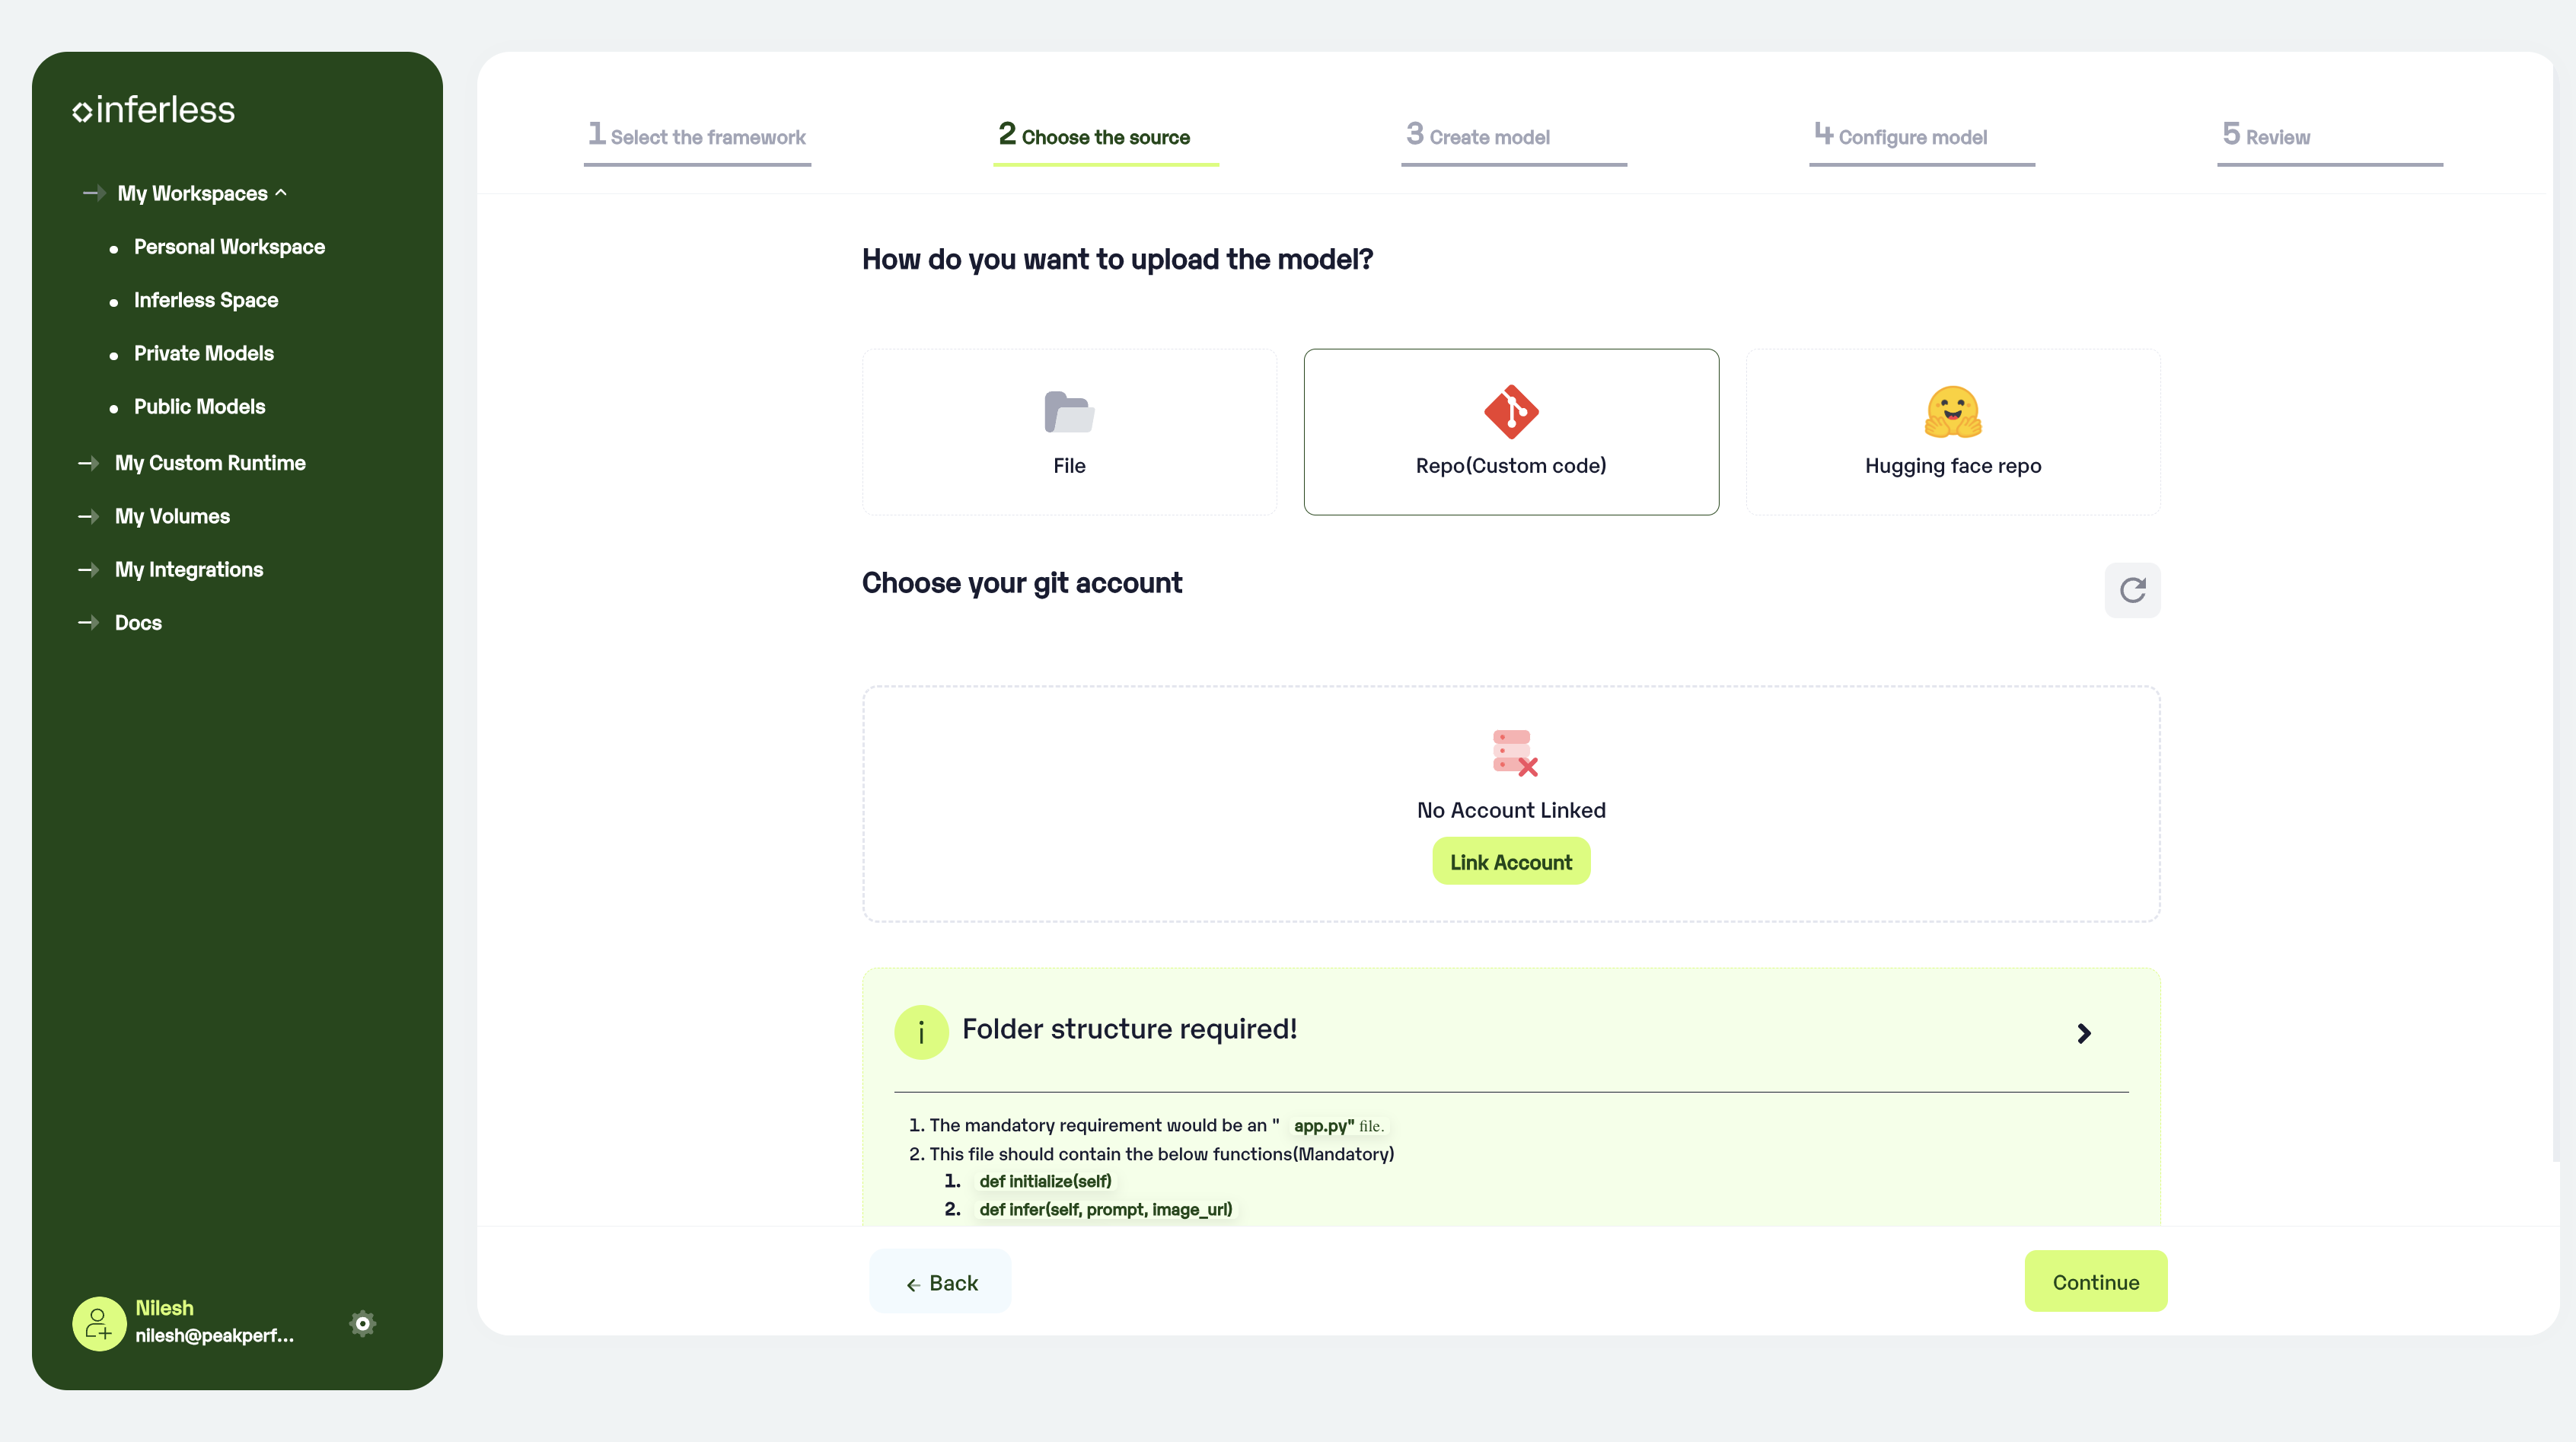 inferless
My Workspaces
Personal Workspace
Inferless Space
Private Models
Public Models
My Custom Runtime
My Volumes
My Integrations
Docs
Nilesh
nilesh@peakperf...
1 Select the framework
2 Choose the source
3 Create model
4 Configure model
5 Review
How do you want to upload the model?
File
Repo(Custom code)
Hugging face repo
Choose your git account
No Account Linked
Link Account
i
Folder structure required!
1. The mandatory requirement would be an " app.py" file.
2. This file should contain the below functions(Mandatory)
1. def initialize(self)
2. def infer(self, prompt, image_url)
Back
Continue